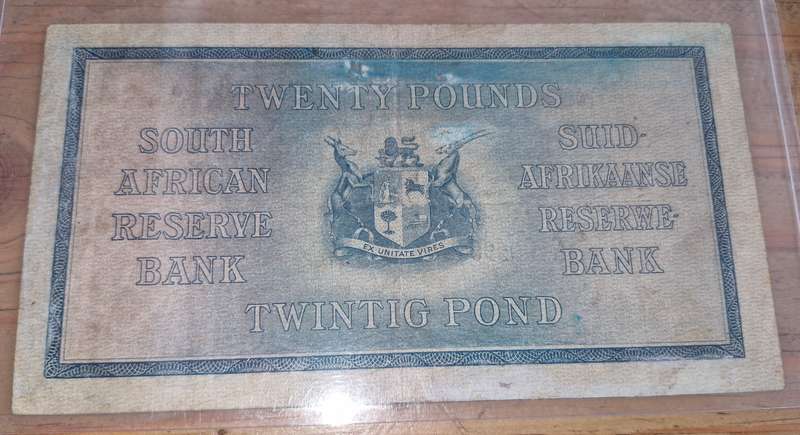 TWENTY POUNDS
SOUTH
AFRICAN
RESERVE
BANK
SUID-
AFRIKAANSE
RESERWE-
BANK
EX UNITATE VIRES
TWINTIG POND